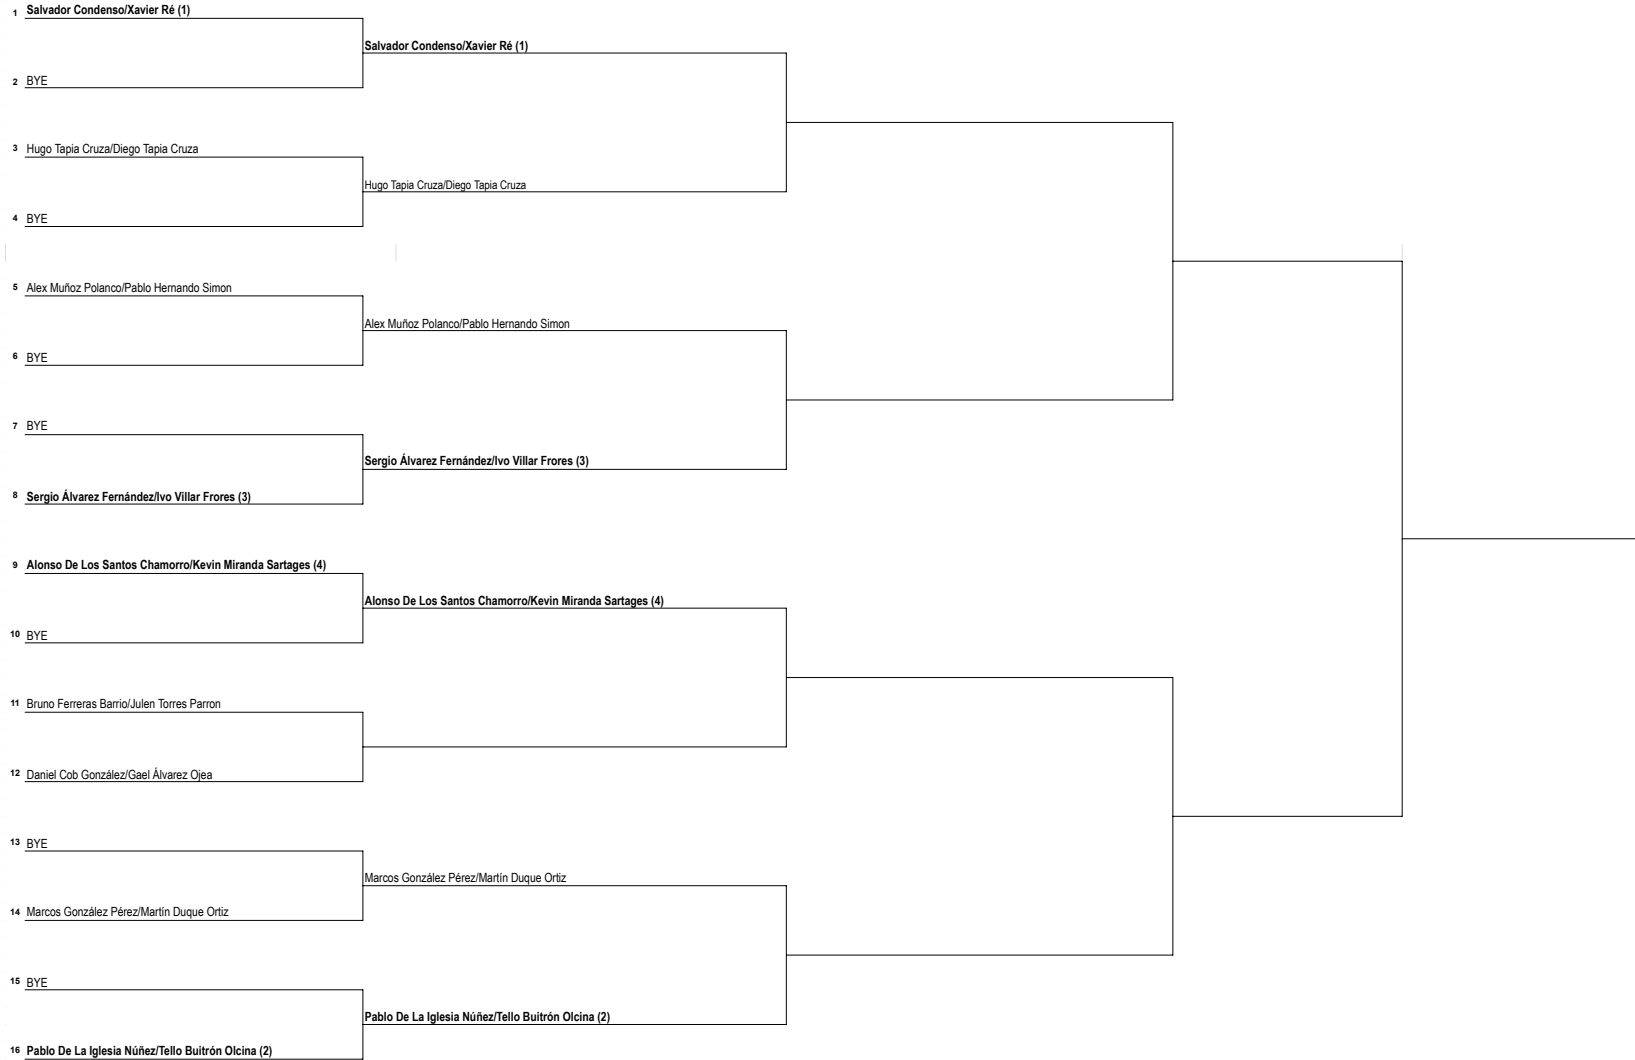 1 Salvador Condenso/Xavier Ré (1)
Salvador Condenso/Xavier Ré (1)
2 BYE
3 Hugo Tapia Cruza/Diego Tapia Cruza
Hugo Tapia Cruza/Diego Tapia Cruza
4 BYE
5 Alex Muñoz Polanco/Pablo Hernando Simon
Alex Muñoz Polanco/Pablo Hernando Simon
6 BYE
7 BYE
Sergio Álvarez Fernández/Ivo Villar Frores (3)
8 Sergio Álvarez Fernández/Ivo Villar Frores (3)
9 Alonso De Los Santos Chamorro/Kevin Miranda Sartages (4)
Alonso De Los Santos Chamorro/Kevin Miranda Sartages (4)
10 BYE
11 Bruno Ferreras Barrio/Julen Torres Parron
12 Daniel Cob González/Gael Álvarez Ojea
13 BYE
Marcos González Pérez/Martín Duque Ortiz
14 Marcos González Pérez/Martín Duque Ortiz
15 BYE
Pablo De La Iglesia Núñez/Tello Buitrón Olcina (2)
16 Pablo De La Iglesia Núñez/Tello Buitrón Olcina (2)